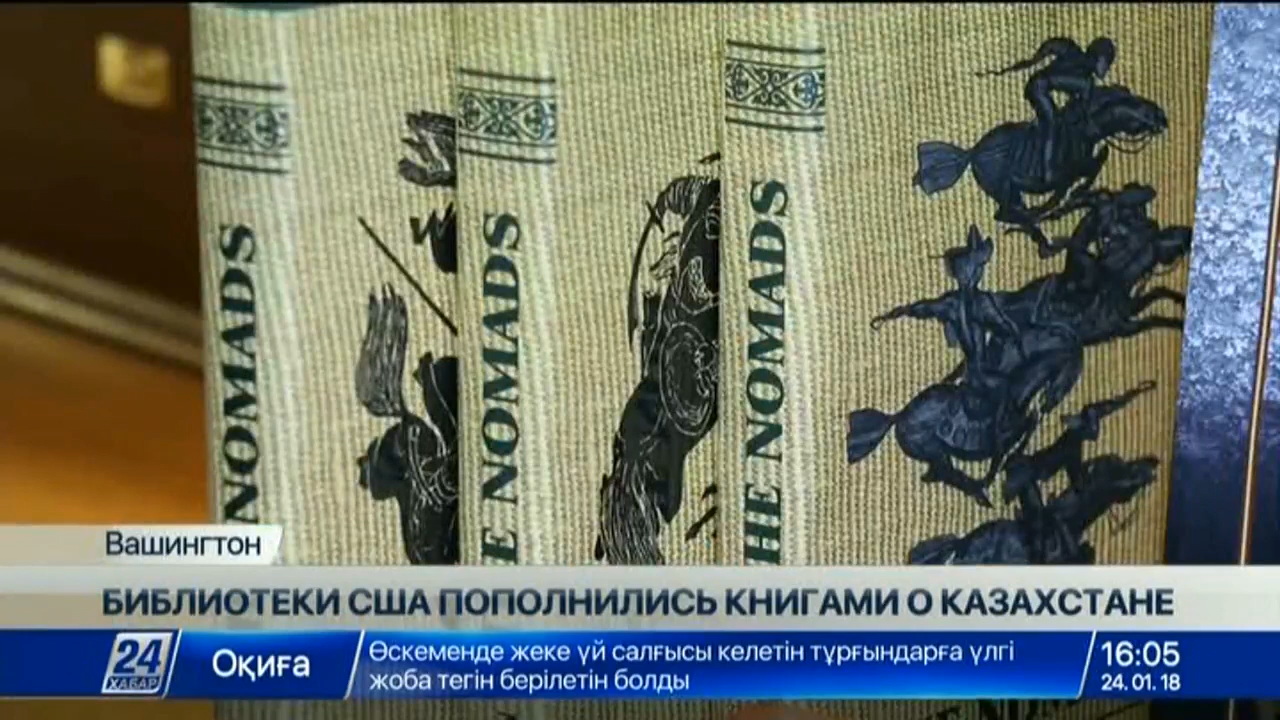 NOMADS
E NOMADS
HE NOMADS
Вашингтон
БИБЛИОТЕКИ США ПОПОЛНИЛИСЬ КНИГАМИ О КАЗАХСТАНЕ
24
ХАБАР
Оқиға
Өскеменде жеке үй салғысы келетін тұрғындарға үлгі
жоба тегін берілетін болды
16:05
24.01.18